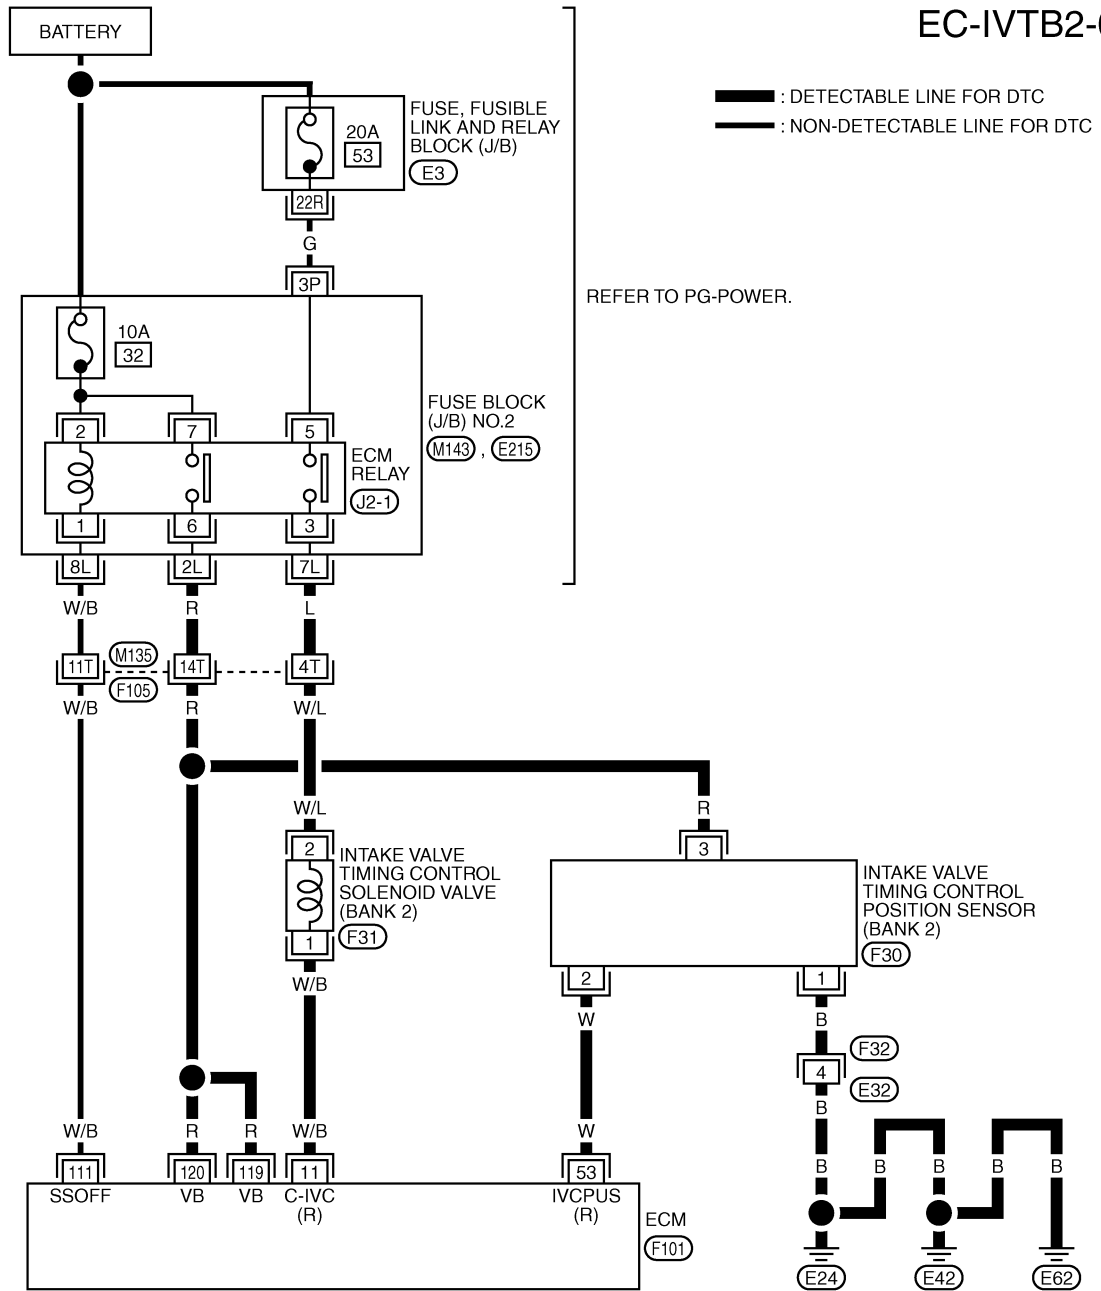 EC-IVTB2-
BATTERY
: DETECTABLE LINE FOR DTC
: NON-DETECTABLE LINE FOR DTC
FUSE, FUSIBLE
LINK AND RELAY
BLOCK (J/B)
E3
20A
53
22R
G
3P
REFER TO PG-POWER.
10A
32
FUSE BLOCK
(J/B) NO.2
M143 , E215
2 7 5
ECM
RELAY
J2-1
1 6 3
8L 2L 7L
W/B R L
M135
11T 14T 4T
F105
W/B R W/L
W/L R
2 3
INTAKE VALVE
TIMING CONTROL
SOLENOID VALVE
(BANK 2)
F31
1
INTAKE VALVE
TIMING CONTROL
POSITION SENSOR
(BANK 2)
F30
2 1
W/B W B
F32
4
E32
B
W/B R R W/B W
B B B B B
111 120 119 11 53
SSOFF VB VB C-IVC IVCPUS
(R) (R)
ECM
F101
E24 E42 E62